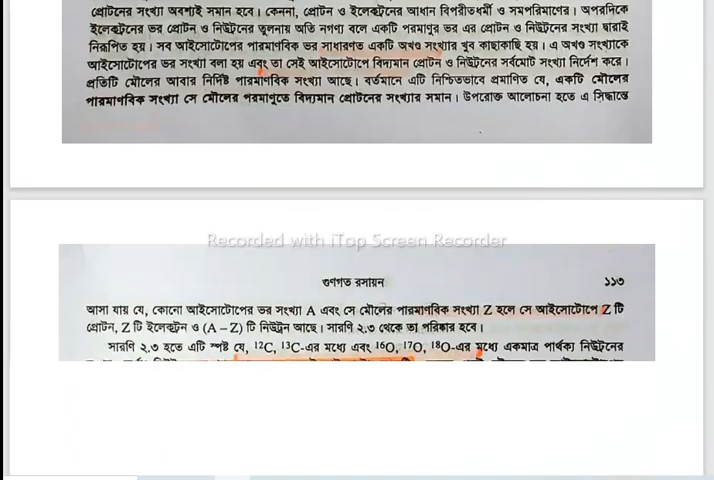 প্রোটনের সংখ্যা অবশ্যই সমান হবে। কেননা, প্রোটন ও ইলেকট্রনের আধান বিপরীতধর্মী ও সমপরিমাণের। অপরদিকে
ইলেকট্রনের ভর প্রোটন ও নিউট্রনের তুলনায় অতি নগণ্য বলে একটি পরমাণুর ভর এর প্রোটন ও নিউট্রনের সংখ্যা দ্বারাই
নিরূপিত হয়। সব আইসোটোপের পারমাণবিক ভর সাধারণত একটি অখণ্ড সংখ্যার খুব কাছাকাছি হয়। এ অখণ্ড সংখ্যাকে
আইসোটোপের ভর সংখ্যা বলা হয় এবং তা সেই আইসোটোপে বিদ্যমান প্রোটন ও নিউট্রনের সর্বমোট সংখ্যা নির্দেশ করে।
প্রতিটি মৌলের আবার নির্দিষ্ট পারমাণবিক সংখ্যা আছে। বর্তমানে এটি নিশ্চিতভাবে প্রমাণিত যে, একটি মৌলের
পারমাণবিক সংখ্যা সে মৌলের পরমাণুতে বিদ্যমান প্রোটনের সংখ্যার সমান। উপরোক্ত আলোচনা হতে এ সিদ্ধান্তে
Recorded with iTop Screen Recorder
গুণগত রসায়ন ১১৩
আসা যায় যে, কোনো আইসোটোপের ভর সংখ্যা A এবং সে মৌলের পারমাণবিক সংখ্যা Z হলে সে আইসোটোপে Z টি
প্রোটন, Z টি ইলেকট্রন ও (A – Z) টি নিউট্রন আছে। সারণি ২.৩ থেকে তা পরিষ্কার হবে।
সারণি ২.৩ হতে এটি স্পষ্ট যে, ¹²C, ¹³C-এর মধ্যে এবং ¹⁶O, ¹⁷O, ¹⁸O-এর মধ্যে একমাত্র পার্থক্য নিউট্রনের